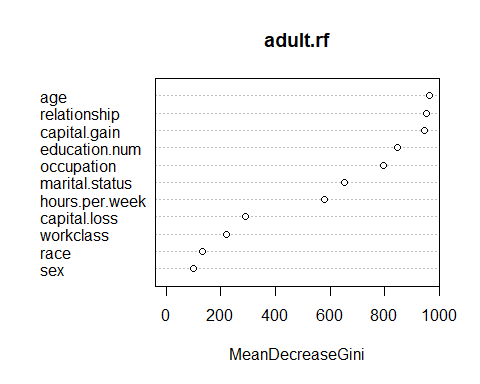 adult.rf
age
relationship
capital.gain
education.num
occupation
marital.status
hours.per.week
capital.loss
workclass
race
sex
0 200 400 600 800 1000
MeanDecreaseGini